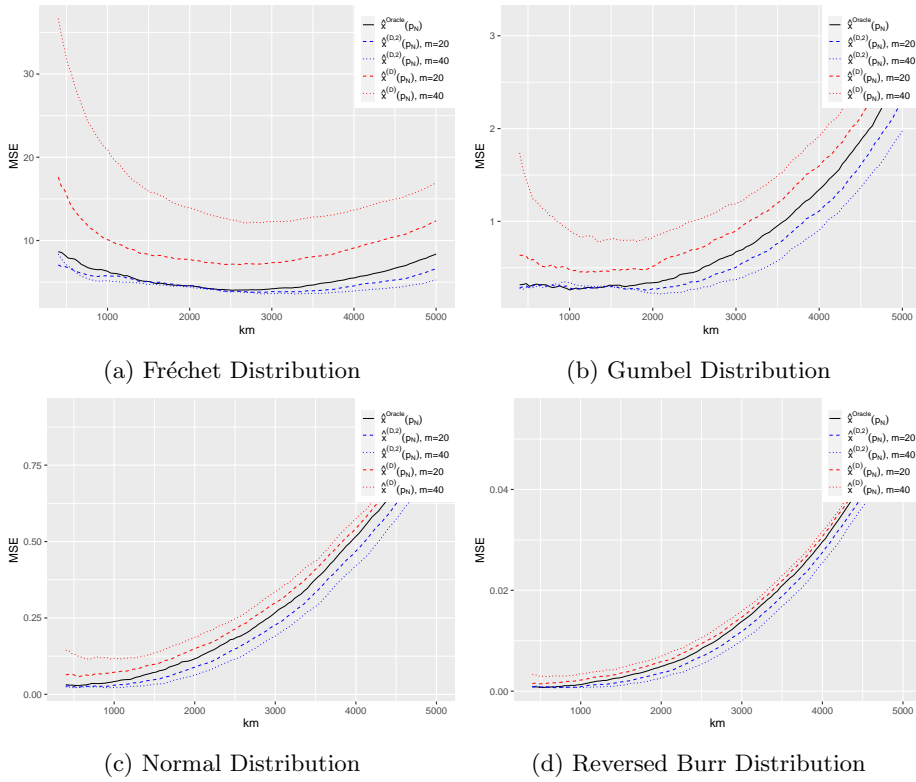 x̂^Oracle(p_N)
x̂^(D,2)(p_N), m=20
x̂^(D,2)(p_N), m=40
x̂^(D)(p_N), m=20
x̂^(D)(p_N), m=40
MSE
30
20
10
0
1000
2000
3000
4000
5000
km
(a) Fréchet Distribution
x̂^Oracle(p_N)
x̂^(D,2)(p_N), m=20
x̂^(D,2)(p_N), m=40
x̂^(D)(p_N), m=20
x̂^(D)(p_N), m=40
MSE
3
2
1
0
1000
2000
3000
4000
5000
km
(b) Gumbel Distribution
x̂^Oracle(p_N)
x̂^(D,2)(p_N), m=20
x̂^(D,2)(p_N), m=40
x̂^(D)(p_N), m=20
x̂^(D)(p_N), m=40
MSE
0.75
0.50
0.25
0.00
1000
2000
3000
4000
5000
km
(c) Normal Distribution
x̂^Oracle(p_N)
x̂^(D,2)(p_N), m=20
x̂^(D,2)(p_N), m=40
x̂^(D)(p_N), m=20
x̂^(D)(p_N), m=40
MSE
0.04
0.02
0.00
0
1000
2000
3000
4000
5000
km
(d) Reversed Burr Distribution